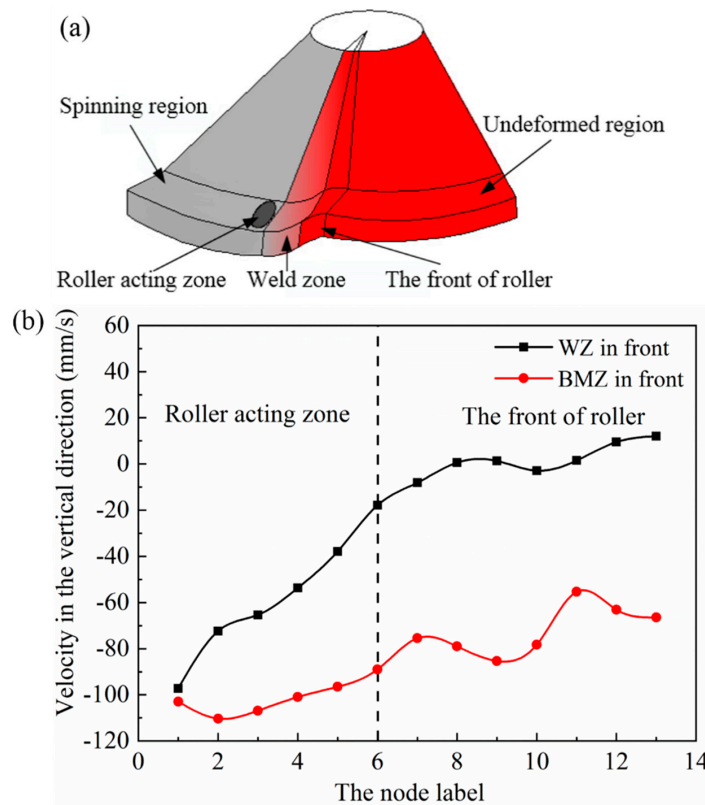 (a)
Spinning region
Undeformed region
Roller acting zone
Weld zone
The front of roller
(b)
60
40
20
0
-20
-40
-60
-80
-100
-120
Velocity in the vertical direction (mm/s)
WZ in front
BMZ in front
Roller acting zone
The front of roller
0
2
4
6
8
10
12
14
The node label